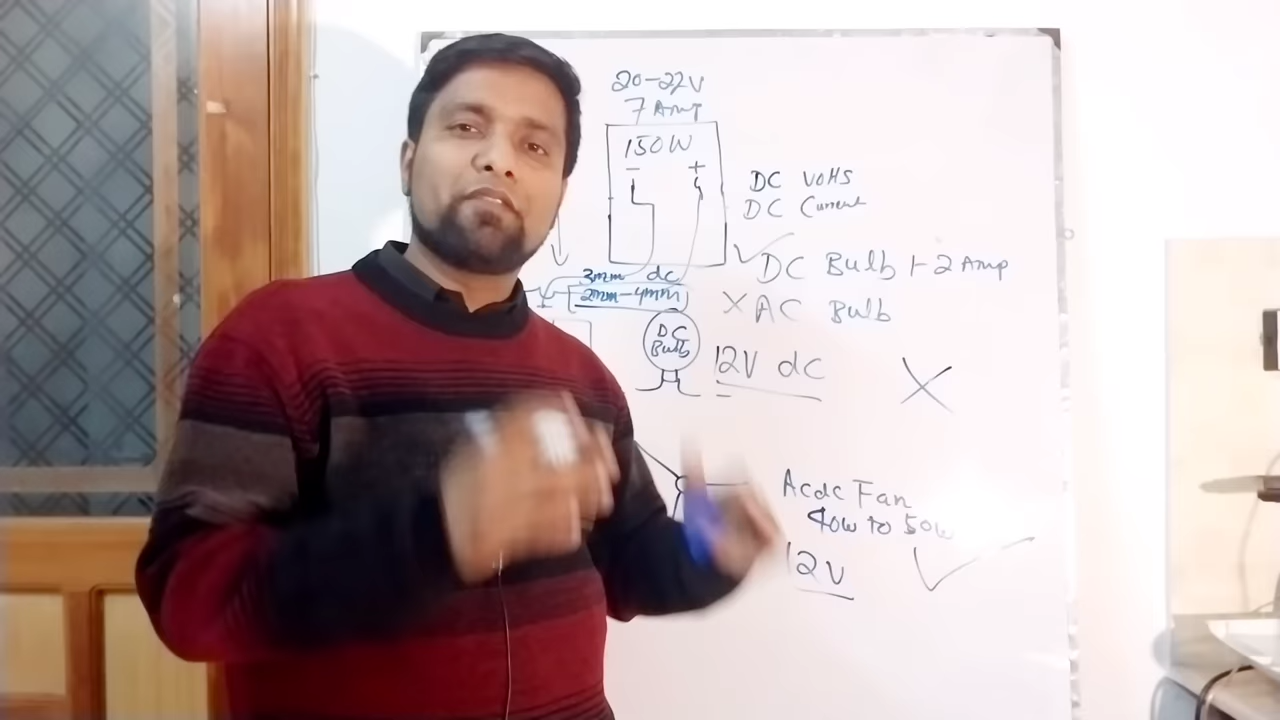 20-22V
7 Amp
150W
- +
DC Volts
DC Current
✓ DC Bulb 1-2 Amp
X AC Bulb
3mm dc
2mm-4mm
DC
Bulb
12V dc X
Acdc Fan
40w to 50w
12V ✓